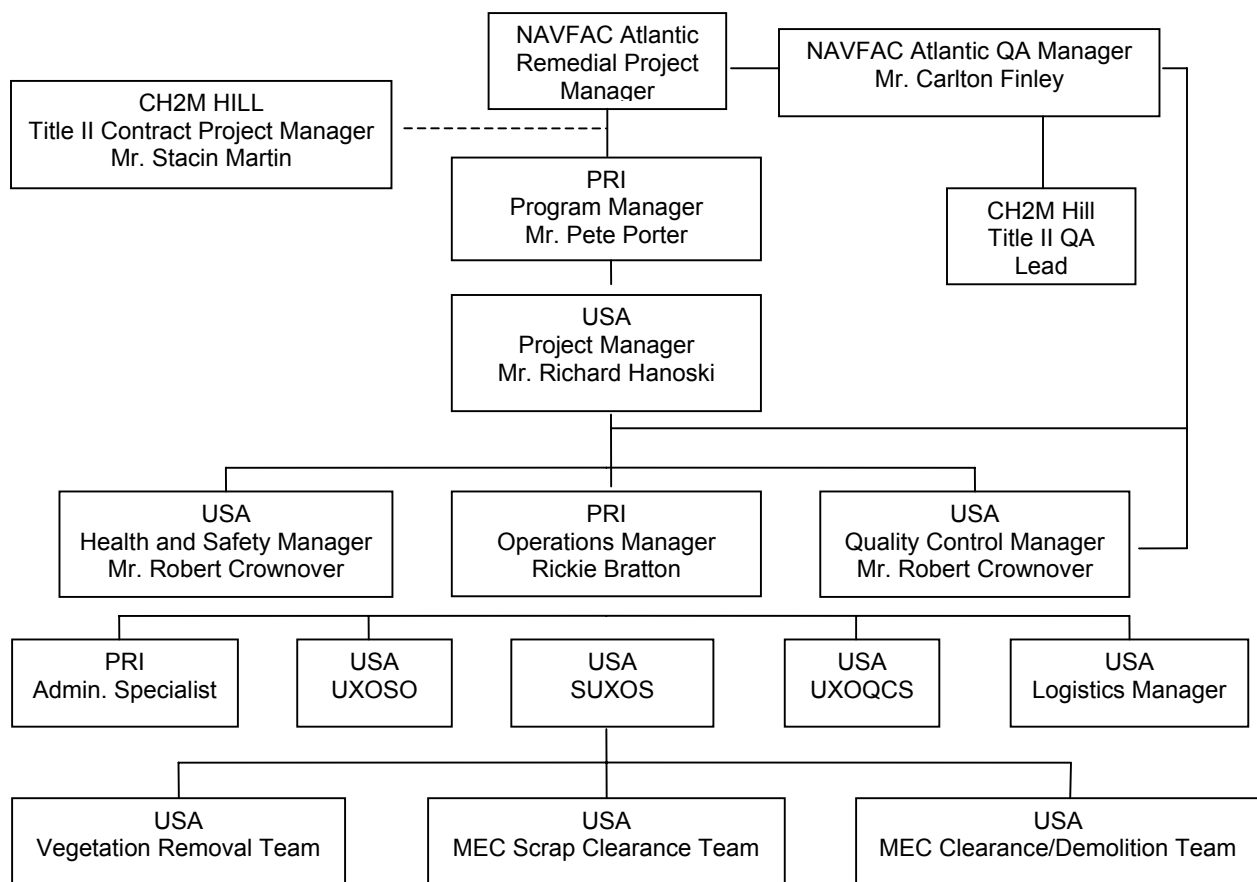 NAVFAC Atlantic
Remedial Project
Manager
NAVFAC Atlantic QA Manager
Mr. Carlton Finley
CH2M HILL
Title II Contract Project Manager
Mr. Stacin Martin
PRI
Program Manager
Mr. Pete Porter
CH2M Hill
Title II QA
Lead
USA
Project Manager
Mr. Richard Hanoski
USA
Health and Safety Manager
Mr. Robert Crownover
PRI
Operations Manager
Rickie Bratton
USA
Quality Control Manager
Mr. Robert Crownover
PRI
Admin. Specialist
USA
UXOSO
USA
SUXOS
USA
UXOQCS
USA
Logistics Manager
USA
Vegetation Removal Team
USA
MEC Scrap Clearance Team
USA
MEC Clearance/Demolition Team